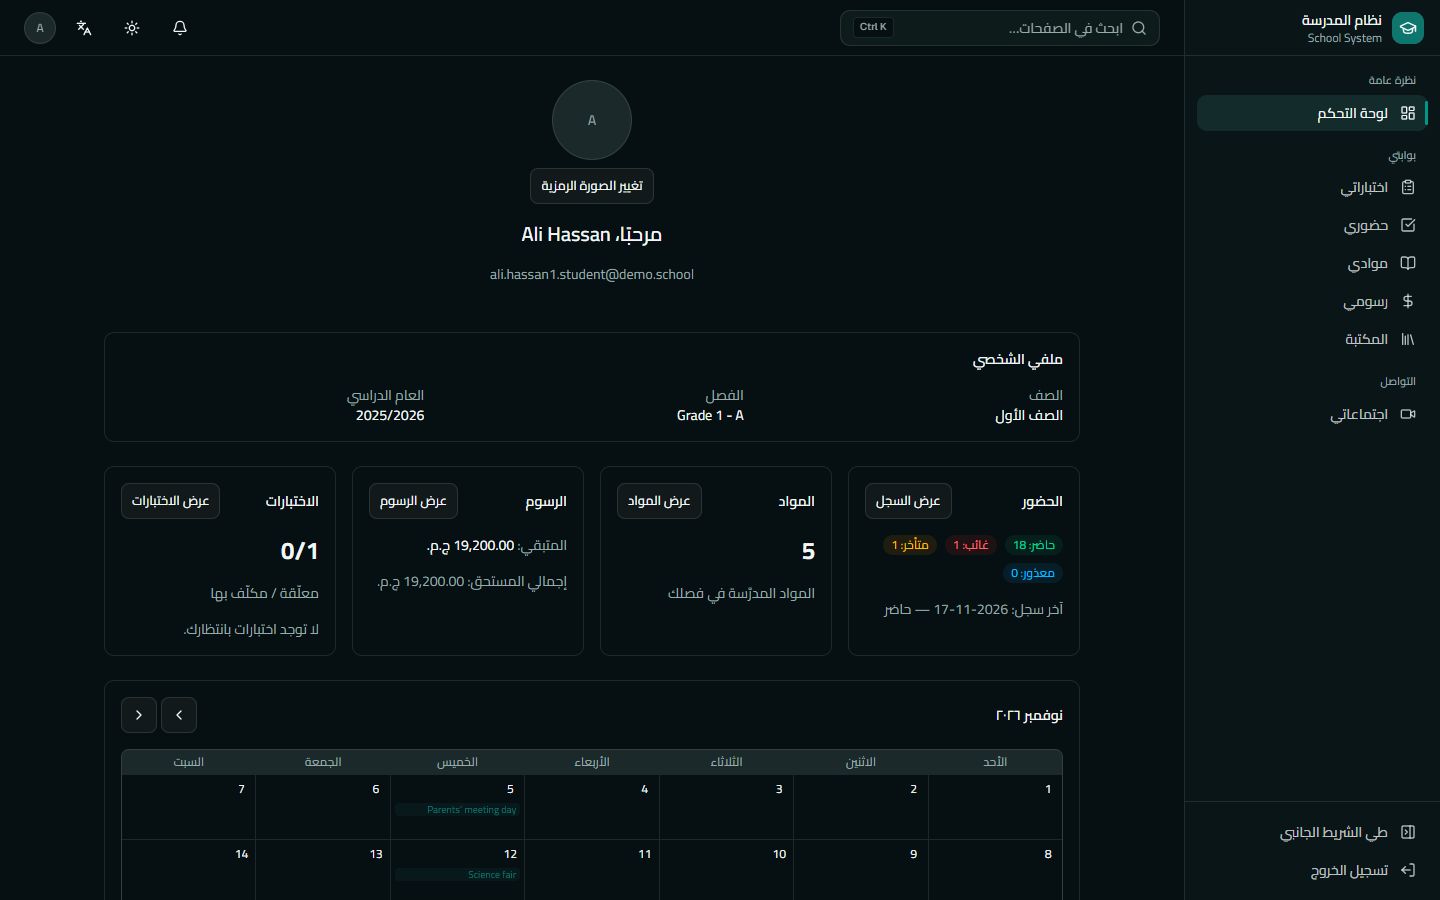 نظام المدرسة
School System
ابحث في الصفحات...
Ctrl K
A
نظرة عامة
لوحة التحكم
بوابتي
اختباراتي
حضوري
موادي
رسومي
المكتبة
التواصل
اجتماعاتي
طي الشريط الجانبي
تسجيل الخروج
A
تغيير الصورة الرمزية
مرحبًا، Ali Hassan
ali.hassan1.student@demo.school
ملفي الشخصي
الصف
الصف الأول
الفصل
Grade 1 - A
العام الدراسي
2025/2026
الحضور
عرض السجل
حاضر: 18
غائب: 1
متأخر: 1
معذور: 0
آخر سجل: 2026-11-17 — حاضر
المواد
عرض المواد
5
المواد المدرّسة في فصلك
الرسوم
عرض الرسوم
المتبقي: 19,200.00 ج.م.
إجمالي المستحق: 19,200.00 ج.م.
الاختبارات
عرض الاختبارات
0/1
معلّقة / مكلّف بها
لا توجد اختبارات بانتظارك.
نوفمبر ٢٠٢٦
الأحد الاثنين الثلاثاء الأربعاء الخميس الجمعة السبت
1 2 3 4 5 6 7
Parents' meeting day
8 9 10 11 12 13 14
Science fair